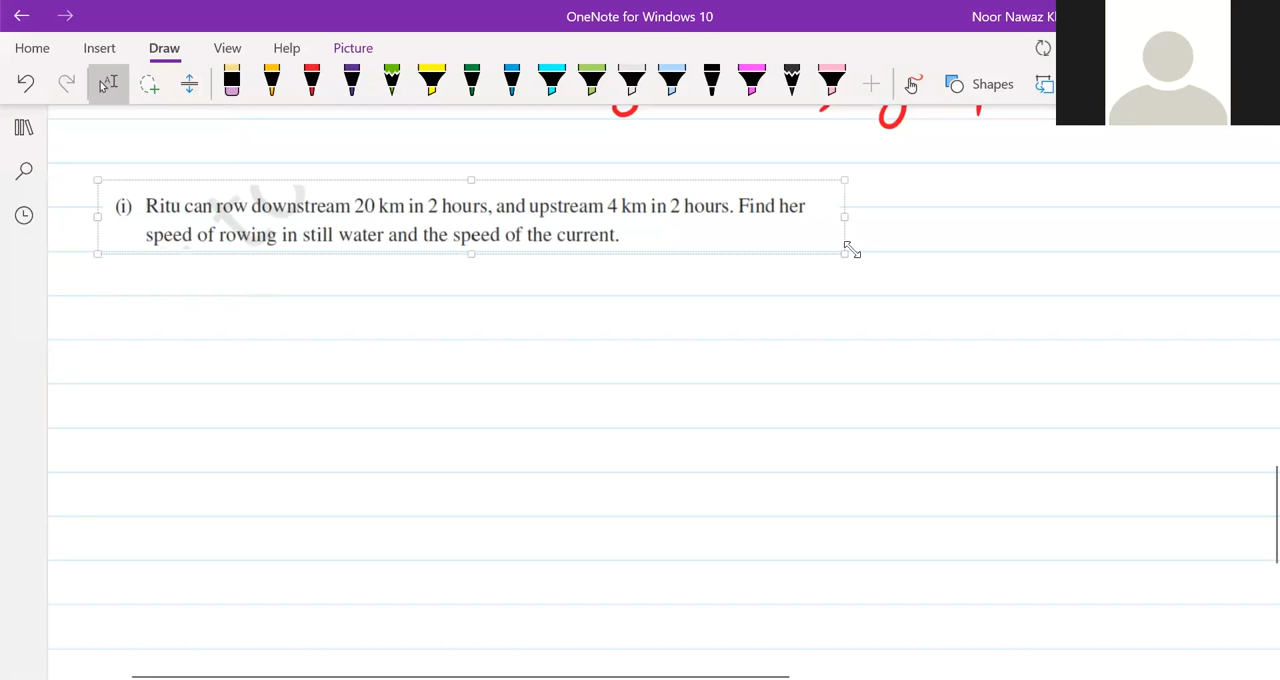 OneNote for Windows 10
Noor Nawaz K
Home Insert Draw View Help Picture
Shapes
(i) Ritu can row downstream 20 km in 2 hours, and upstream 4 km in 2 hours. Find her
speed of rowing in still water and the speed of the current.